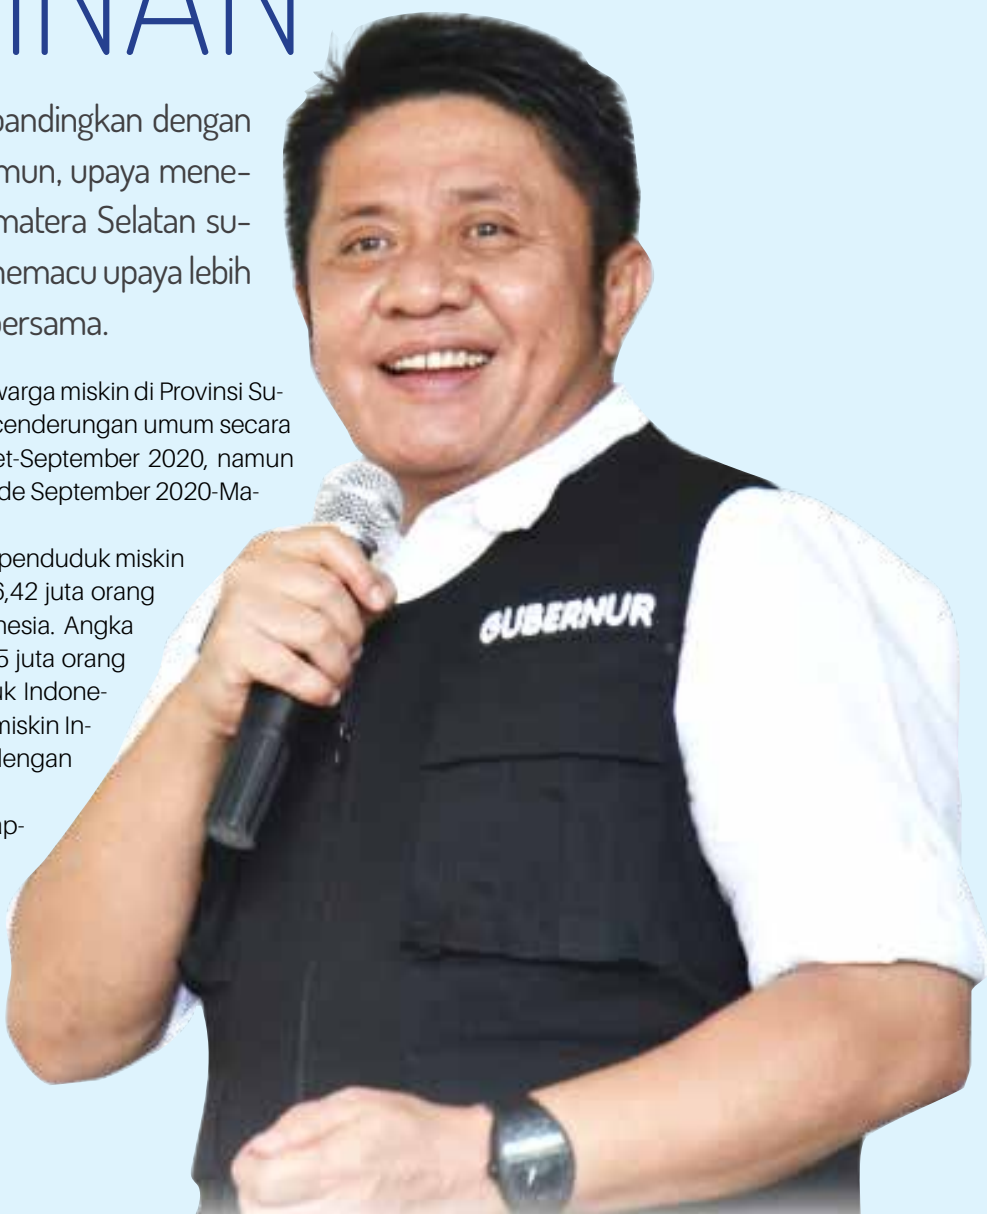 INAN
bandingkan dengan
mun, upaya mene-
matera Selatan su-
nemacu upaya lebih
bersama.
warga miskin di Provinsi Su-
cenderungan umum secara
et-September 2020, namun
de September 2020-Ma-
penduduk miskin
6,42 juta orang
nesia. Angka
5 juta orang
uk Indone-
miskin In-
dengan
ap-
GUBERNUR